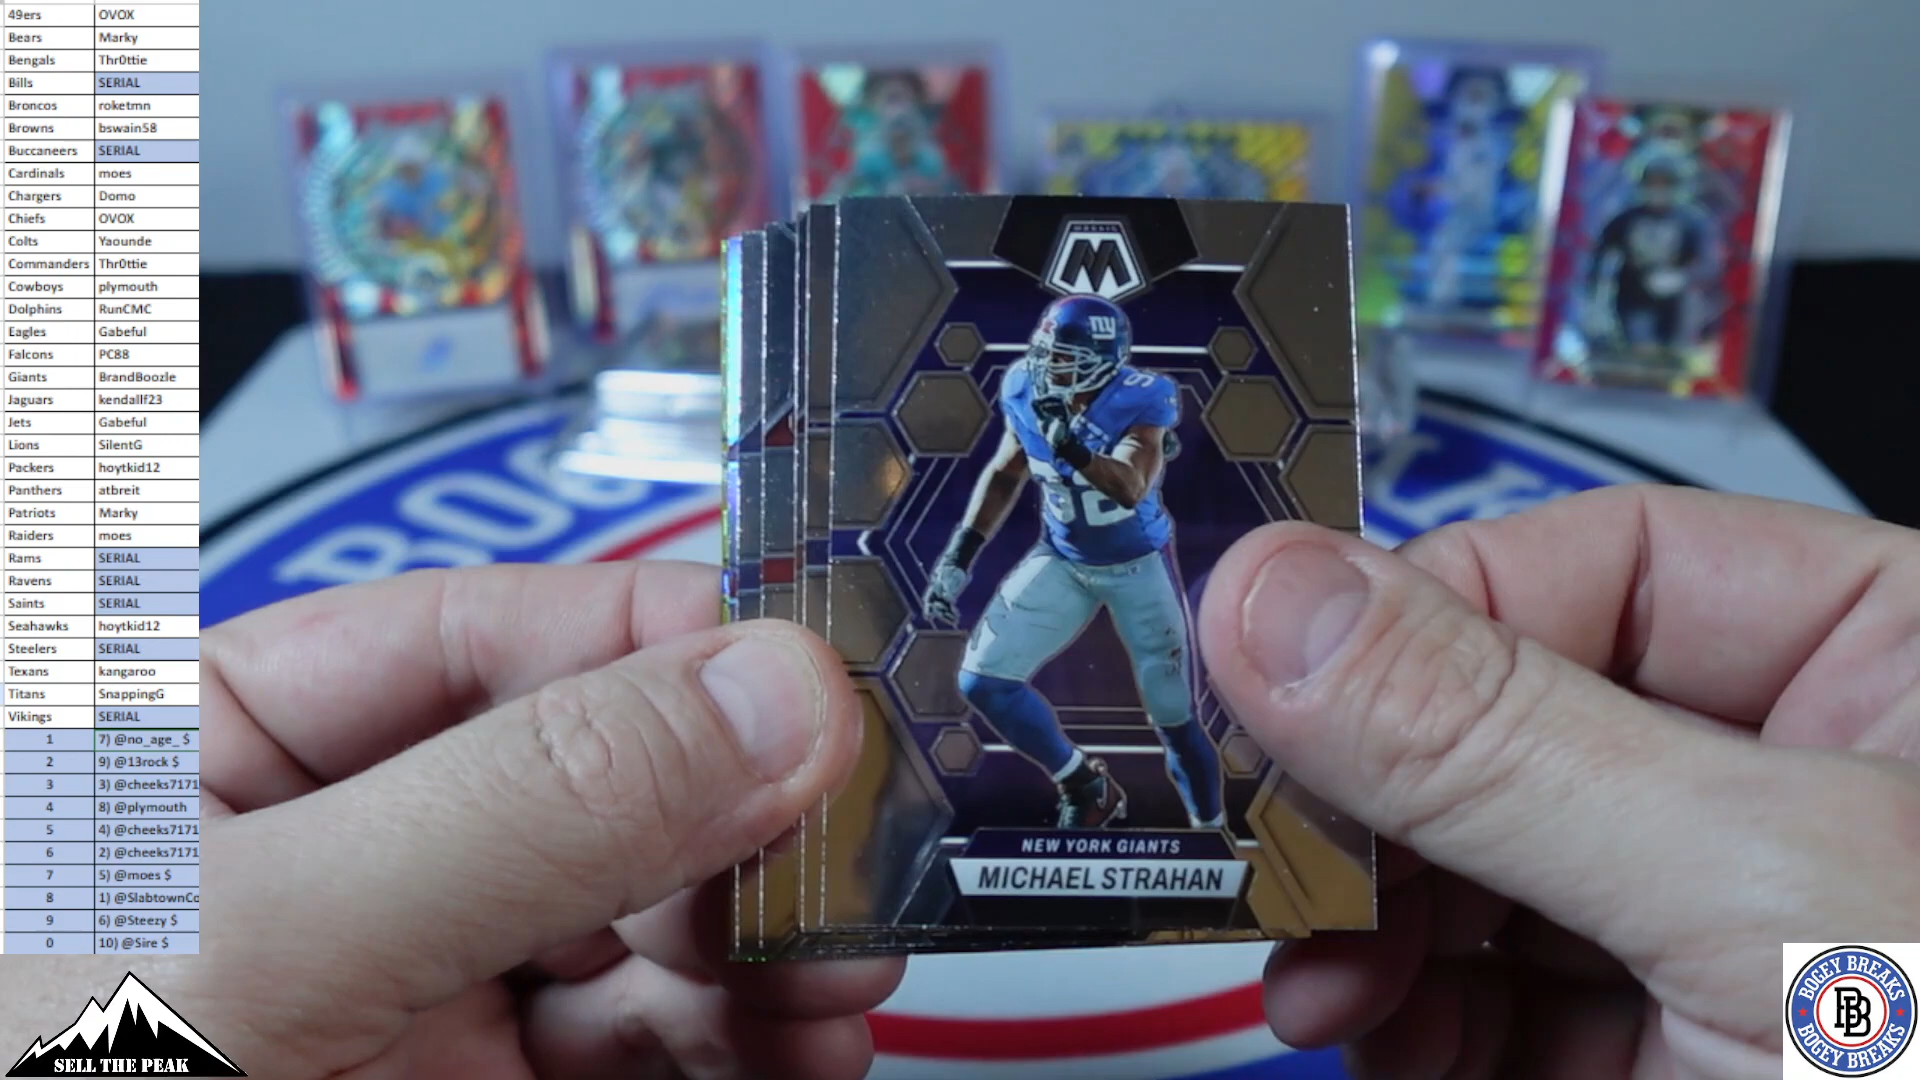 49ers OVOX
Bears Marky
Bengals Thr0ttie
Bills SERIAL
Broncos roketmn
Browns bswain58
Buccaneers SERIAL
Cardinals moes
Chargers Domo
Chiefs OVOX
Colts Yaounde
Commanders Thr0ttie
Cowboys plymouth
Dolphins RunCMC
Eagles Gabeful
Falcons PC88
Giants BrandBoozle
Jaguars kendallf23
Jets Gabeful
Lions SilentG
Packers hoytkid12
Panthers atbreit
Patriots Marky
Raiders moes
Rams SERIAL
Ravens SERIAL
Saints SERIAL
Seahawks hoytkid12
Steelers SERIAL
Texans kangaroo
Titans SnappingG
Vikings SERIAL
1 7) @no_age_ $
2 9) @13rock $
3 3) @cheeks7171
4 8) @plymouth
5 4) @cheeks7171
6 2) @cheeks7171
7 5) @moes $
8 1) @SlabtownCo
9 6) @Steezy $
0 10) @Sire $
SELL THE PEAK
MOSAIC
M
ny
92
NEW YORK GIANTS
MICHAEL STRAHAN
BOG
BOGEY BREAKS
BB
BOGEY BREAKS